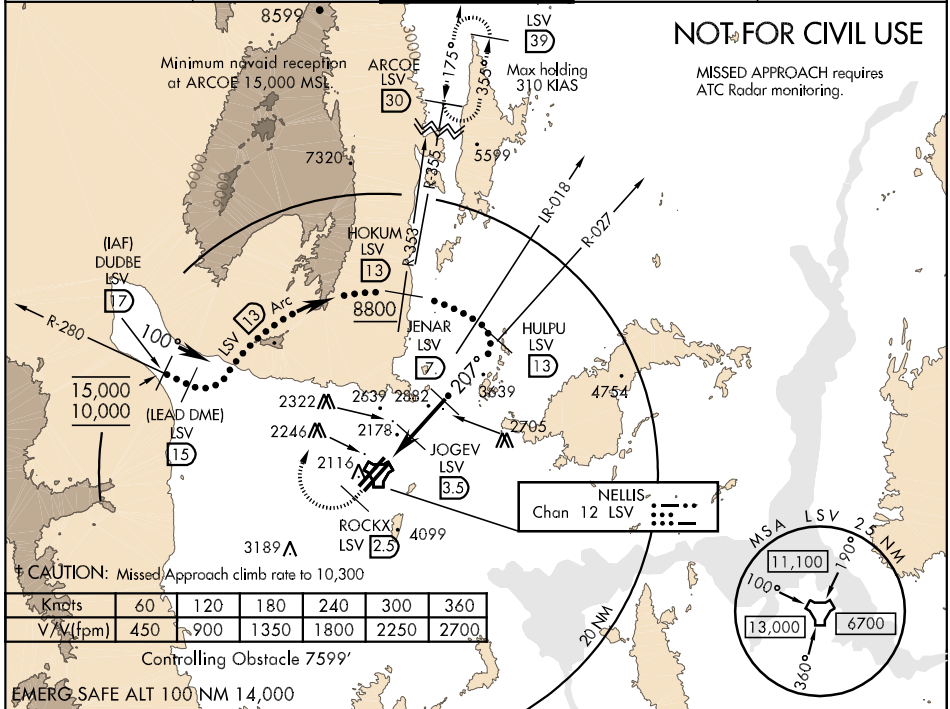 8599
LSV
39
NOT FOR CIVIL USE
Minimum navaid reception
at ARCOE 15,000 MSL.
ARCOE
LSV
30
175°
355°
Max holding
310 KIAS
MISSED APPROACH requires
ATC Radar monitoring.
3000
7320
5599
6000
9000
R-355
R-353
LR-018
R-027
(IAF)
DUDBE
LSV
17
HOKUM
LSV
13
8800
R-280
100°
LSV 13 Arc
JENAR
LSV
7
HULPU
LSV
13
207°
15,000
10,000
(LEAD DME)
LSV
15
2322
2639
2882
3639
4754
2246
2178
2705
2116
JOGEV
LSV
3.5
NELLIS
Chan 12 LSV
ROCKX
LSV 2.5
4099
3189
‡ CAUTION: Missed Approach climb rate to 10,300
Knots 60 120 180 240 300 360
V/V(fpm) 450 900 1350 1800 2250 2700
Controlling Obstacle 7599'
EMERG SAFE ALT 100 NM 14,000
20 NM
MSA LSV 25 NM
11,100
190°
100°
13,000
6700
360°